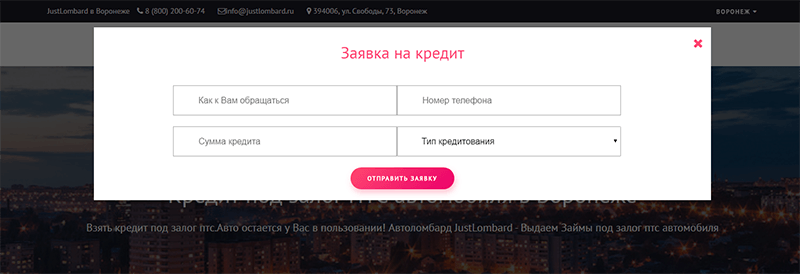 JustLombard в Воронеже 8 (800) 200-60-74 info@justlombard.ru 394006, ул. Свободы, 73, Воронеж ВОРОНЕЖ
Заявка на кредит
Как к Вам обращаться Номер телефона
Сумма кредита Тип кредитования
ОТПРАВИТЬ ЗАЯВКУ
Кредит под залог ПТС автомобиля в Воронеже
Взять кредит под залог птс.Авто остается у Вас в пользовании! Автоломбард JustLombard - Выдаем Займы под залог птс автомобиля